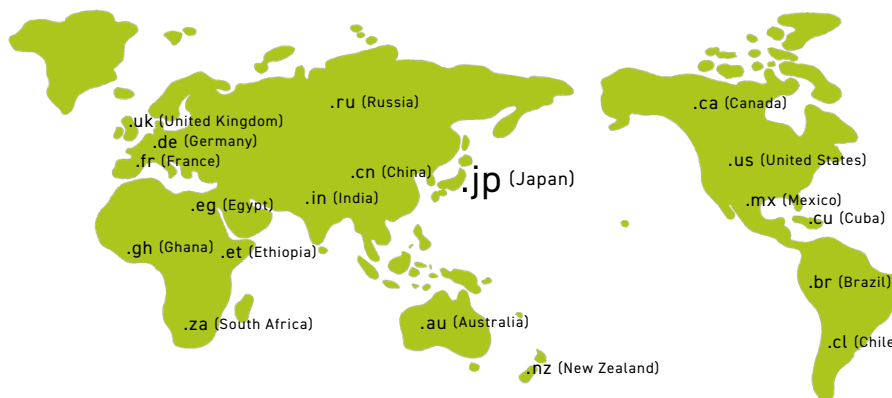 .ru (Russia)
.ca (Canada)
.uk (United Kingdom)
.de (Germany)
.fr (France)
.us (United States)
.cn (China)
.jp (Japan)
.in (India)
.eg (Egypt)
.mx (Mexico)
.cu (Cuba)
.gh (Ghana)
.et (Ethiopia)
.br (Brazil)
.za (South Africa)
.au (Australia)
.cl (Chile
.nz (New Zealand)